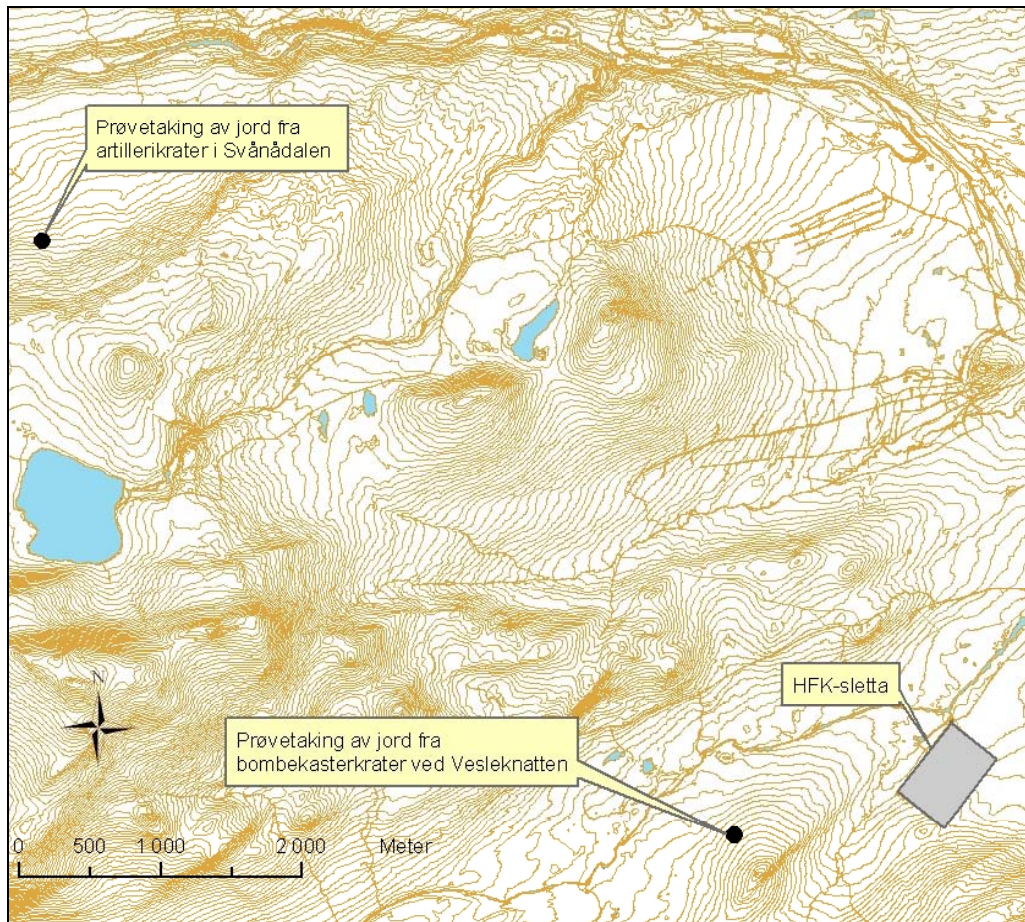 Prøvetaking av jord fra
artillerikrater i Svånådalen
HFK-sletta
N
Prøvetaking av jord fra
bombekasterkrater ved Vesleknatten
0 500 1 000 2 000 Meter